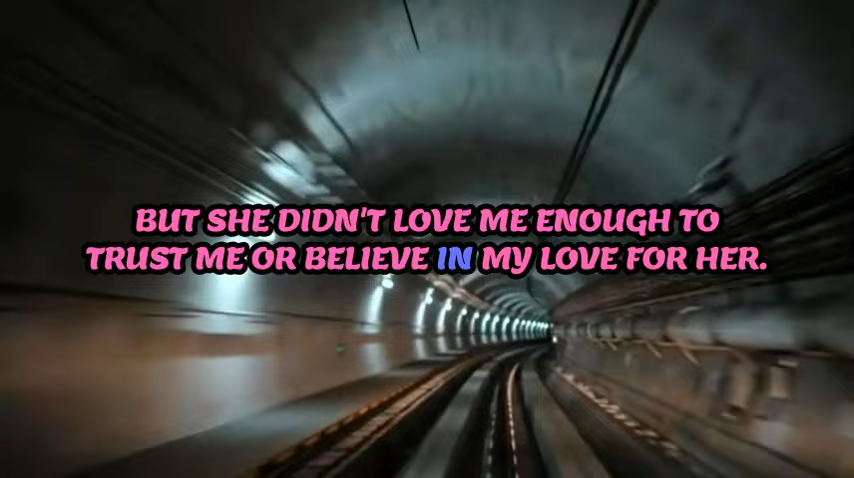 BUT SHE DIDN'T LOVE ME ENOUGH TO
TRUST ME OR BELIEVE IN MY LOVE FOR HER.